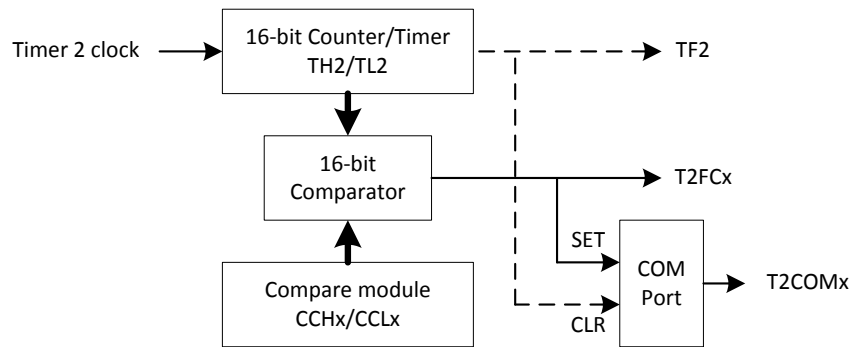 Timer 2 clock
16-bit Counter/Timer
TH2/TL2
TF2
16-bit
Comparator
T2FCx
SET
COM
Port
T2COMx
Compare module
CCHx/CCLx
CLR